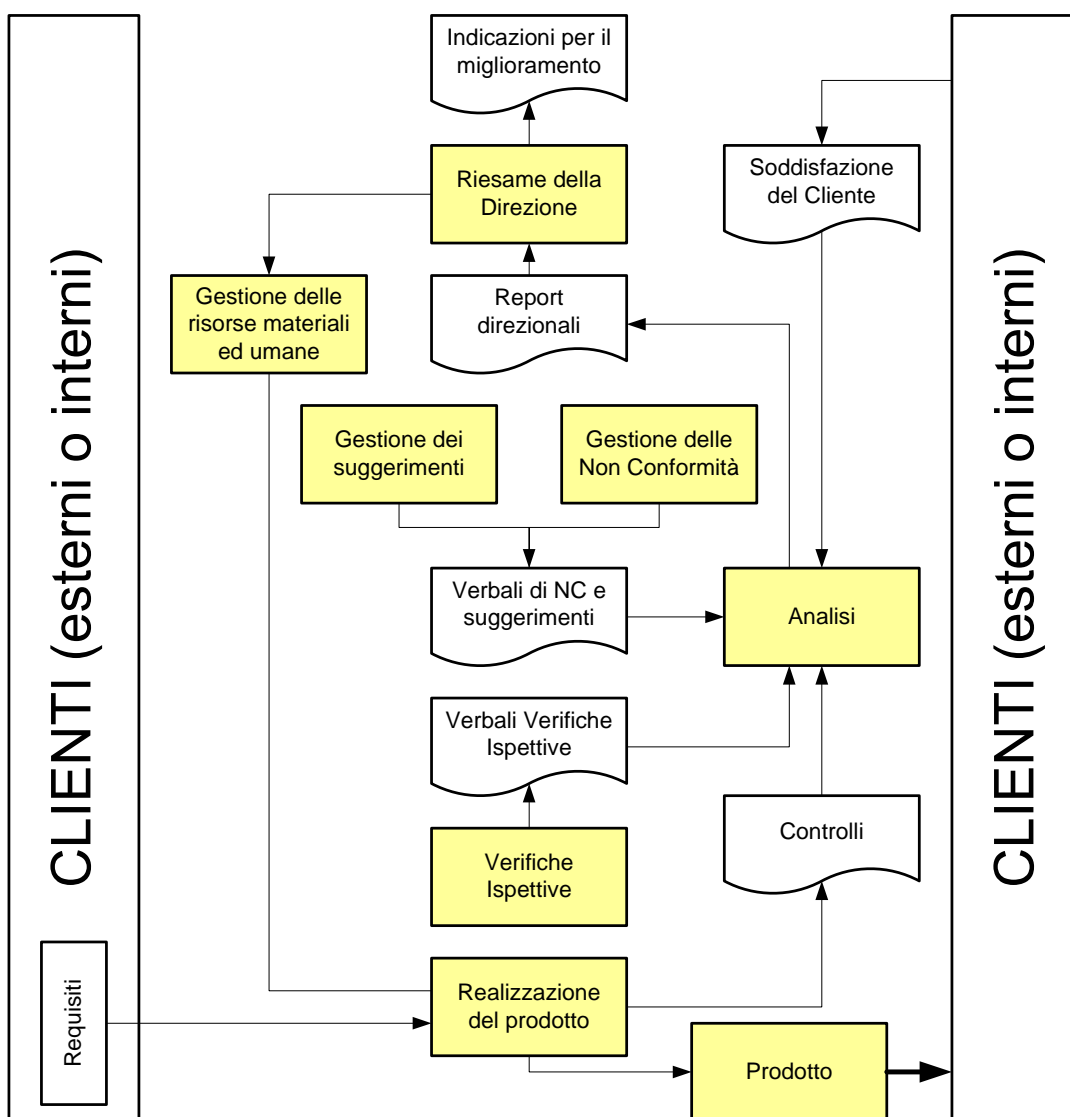 Indicazioni per il
miglioramento
Riesame della
Direzione
Soddisfazione
del Cliente
Gestione delle
risorse materiali
ed umane
Report
direzionali
Gestione dei
suggerimenti
Gestione delle
Non Conformità
Verbali di NC e
suggerimenti
Analisi
Verbali Verifiche
Ispettive
Verifiche
Ispettive
Controlli
Realizzazione
del prodotto
Prodotto
Requisiti
CLIENTI (esterni o interni)
CLIENTI (esterni o interni)